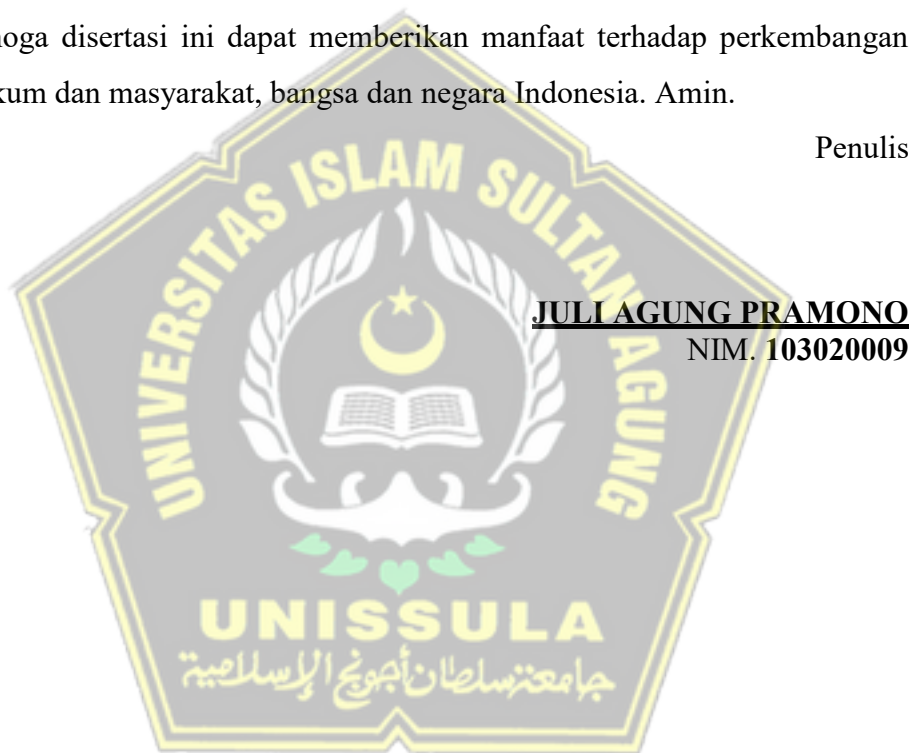 oga disertasi ini dapat memberikan manfaat terhadap perkembangan
kum dan masyarakat, bangsa dan negara Indonesia. Amin.
Penulis
JULI AGUNG PRAMONO
NIM. 103020009
UNIVERSITAS ISLAM SULTAN AGUNG
UNISSULA
جامعة سلطان أجونج الإسلامية